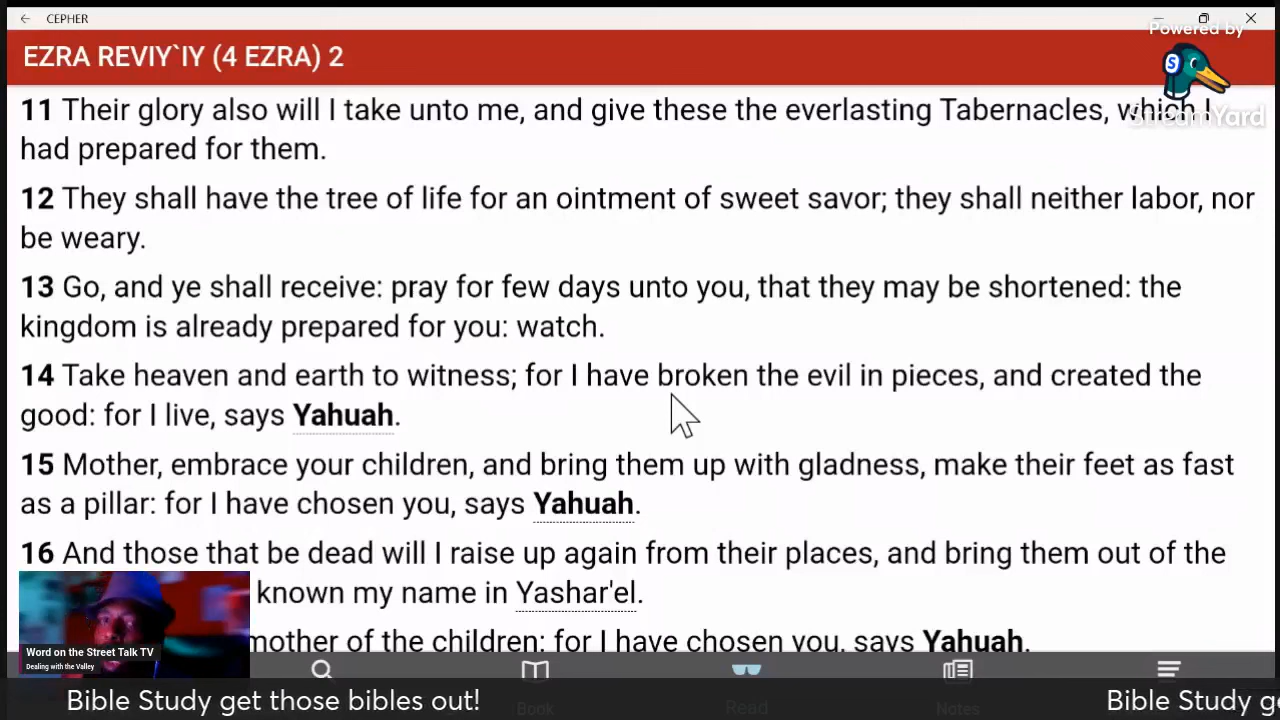 CEPHER
Powered by
EZRA REVIY`IY (4 EZRA) 2
S
StreamYard
11 Their glory also will I take unto me, and give these the everlasting Tabernacles, which I
had prepared for them.
12 They shall have the tree of life for an ointment of sweet savor; they shall neither labor, nor
be weary.
13 Go, and ye shall receive: pray for few days unto you, that they may be shortened: the
kingdom is already prepared for you: watch.
14 Take heaven and earth to witness; for I have broken the evil in pieces, and created the
good: for I live, says Yahuah.
15 Mother, embrace your children, and bring them up with gladness, make their feet as fast
as a pillar: for I have chosen you, says Yahuah.
16 And those that be dead will I raise up again from their places, and bring them out of the
known my name in Yashar'el.
mother of the children: for I have chosen you, says Yahuah.
Word on the Street Talk TV
Dealing with the Valley
Book
Read
Notes
Bible Study get those bibles out!
Bible Study g